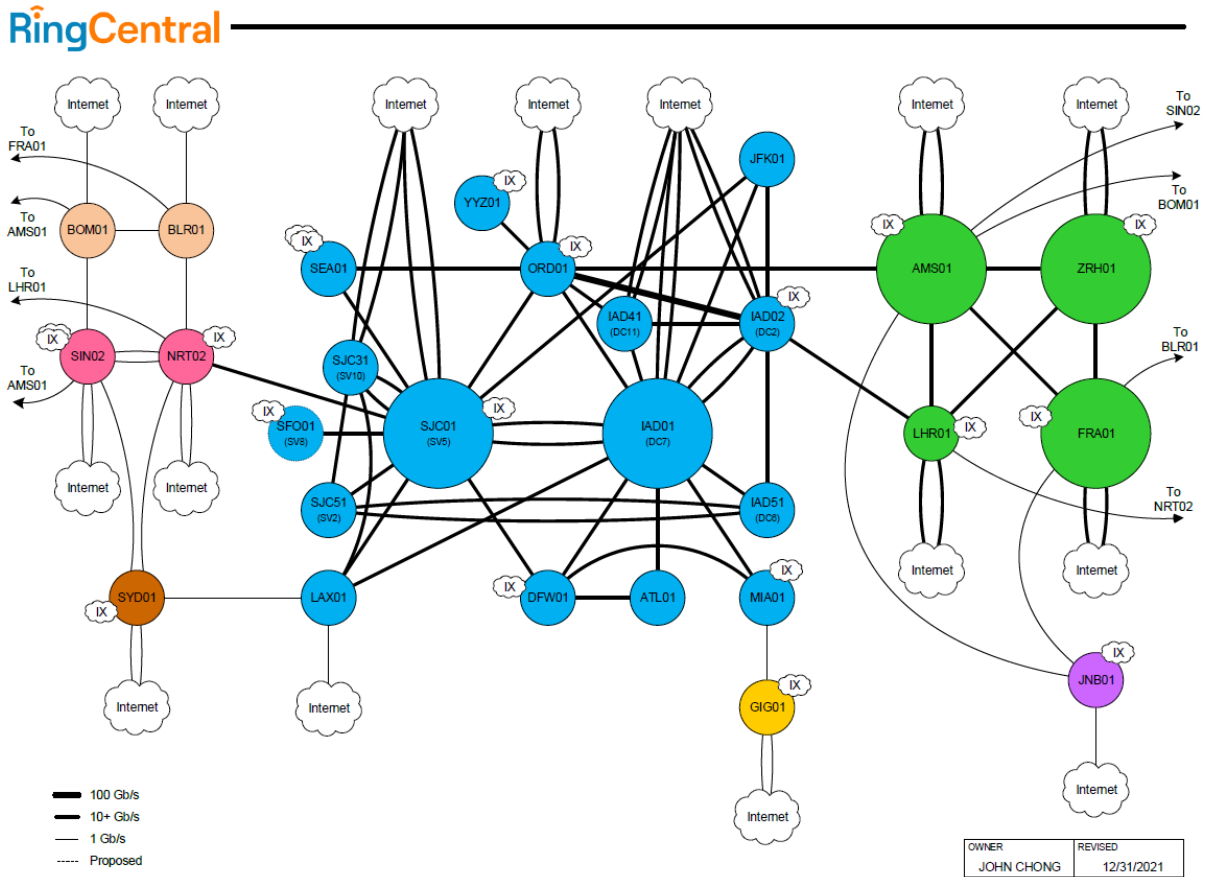 RingCentral
Internet
Internet
Internet
Internet
Internet
Internet
Internet
To
SIN02
To
FRA01
JFK01
IX
YYZ01
To
BOM01
To
AMS01
BOM01
BLR01
IX
SEA01
IX
ORD01
IX
AMS01
IX
ZRH01
To
LHR01
IX
IAD41
(DC11)
IAD02
(DC2)
IX
SIN02
IX
NRT02
To
BLR01
SJC31
(SV10)
To
AMS01
IX
SFO01
(SV8)
SJC01
(SV5)
IX
IAD01
(DC7)
LHR01
IX
IX
FRA01
Internet
Internet
SJC51
(SV2)
IAD51
(DC6)
To
NRT02
Internet
Internet
SYD01
IX
LAX01
IX
DFW01
ATL01
MIA01
IX
IX
JNB01
Internet
Internet
GIG01
IX
Internet
Internet
100 Gb/s
10+ Gb/s
1 Gb/s
Proposed
OWNER
JOHN CHONG
REVISED
12/31/2021